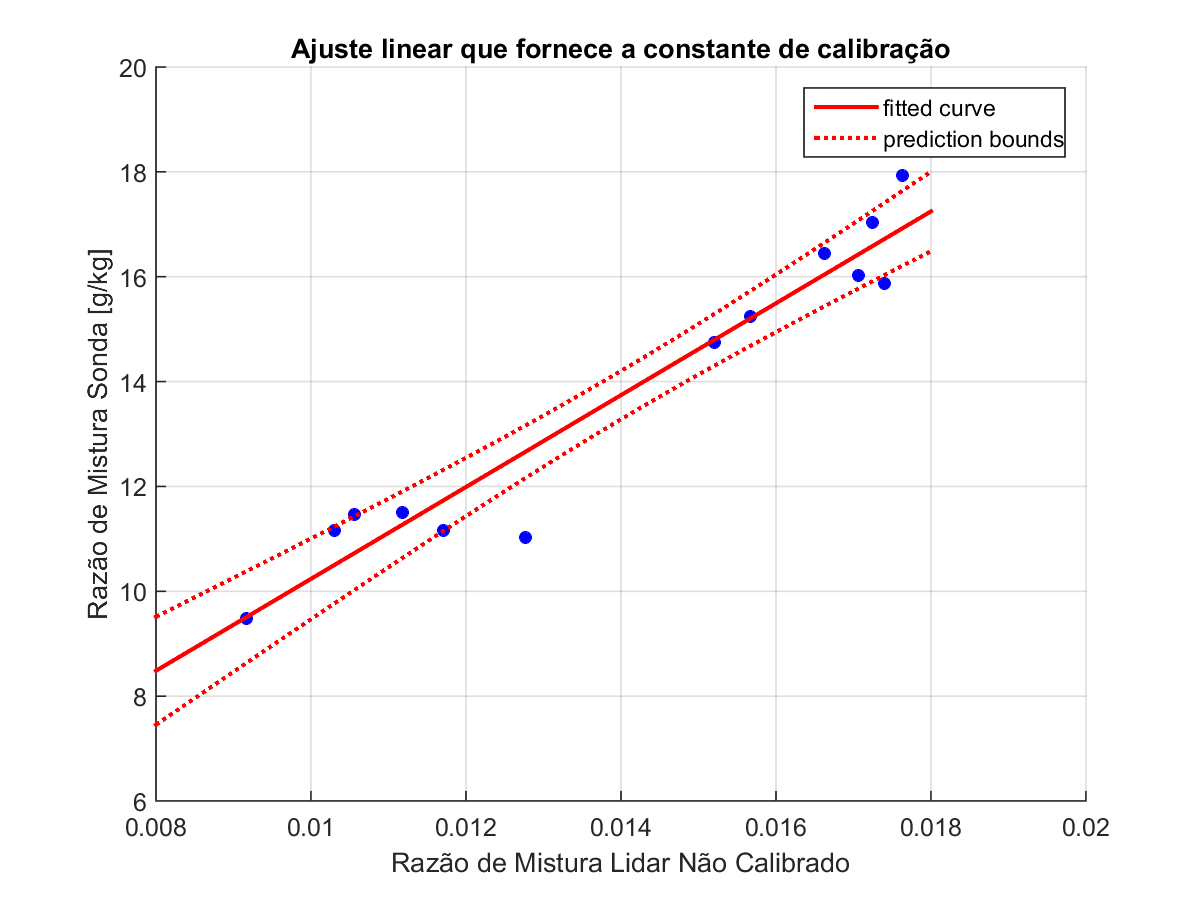 Ajuste linear que fornece a constante de calibração
fitted curve
prediction bounds
Razão de Mistura Sonda [g/kg]
20
18
16
14
12
10
8
6
0.008 0.01 0.012 0.014 0.016 0.018 0.02
Razão de Mistura Lidar Não Calibrado